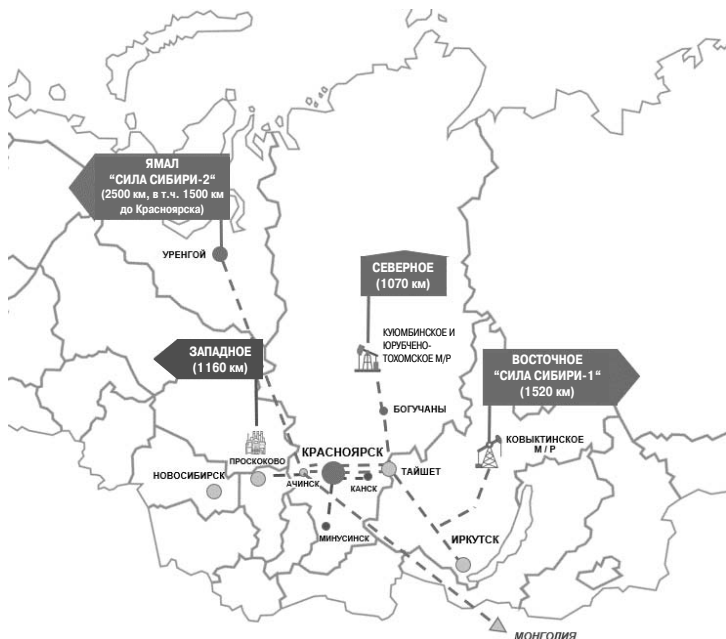 ЯМАЛ
"СИЛА СИБИРИ-2"
(2500 км, в т.ч. 1500 км
до Красноярска)
УРЕНГОЙ
СЕВЕРНОЕ
(1070 км)
КУЮМБИНСКОЕ И
ЮРУБЧЕНО-
ТОХОМСКОЕ М/Р
ЗАПАДНОЕ
(1160 км)
ВОСТОЧНОЕ
"СИЛА СИБИРИ-1"
(1520 км)
БОГУЧАНЫ
КОВЫКТИНСКОЕ
М / Р
ПРОСКОКОВО
КРАСНОЯРСК
ТАЙШЕТ
НОВОСИБИРСК
АЧИНСК
КАНСК
МИНУСИНСК
ИРКУТСК
МОНГОЛИЯ